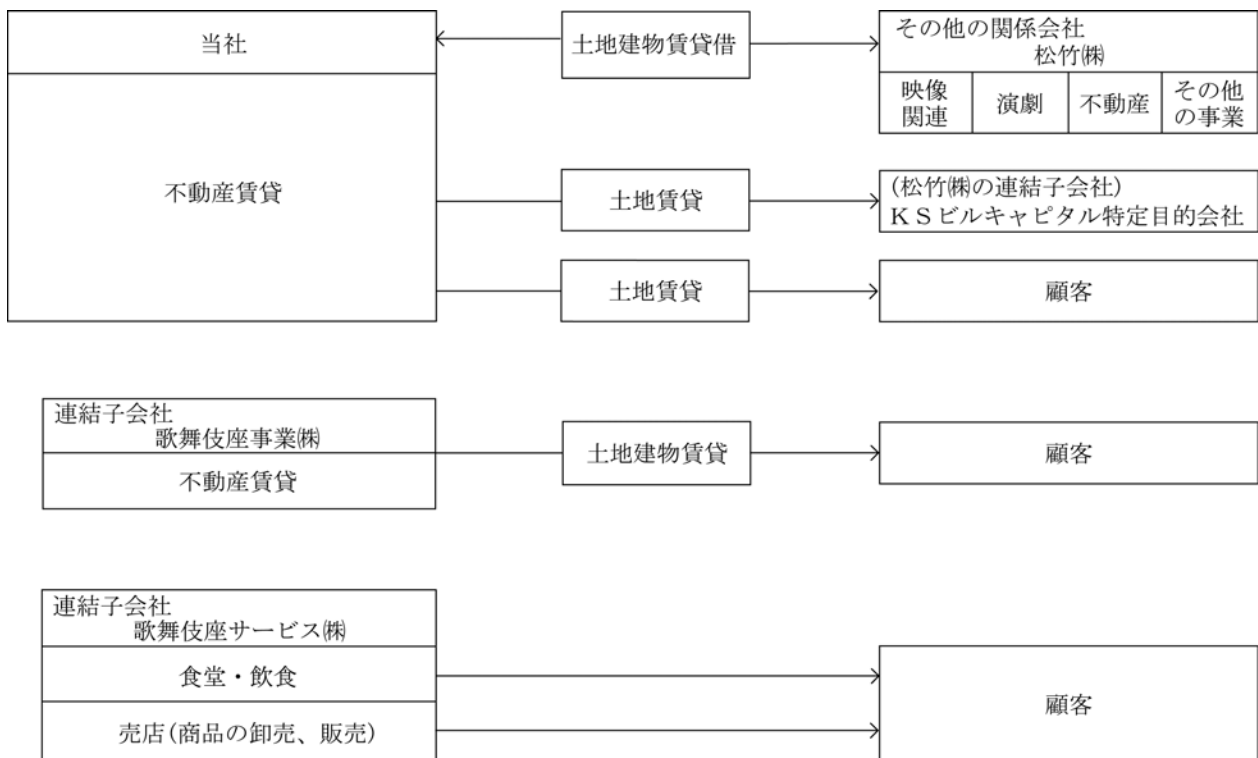 当社
土地建物賃貸借
その他の関係会社
松竹㈱
映像
関連
演劇
不動産
その他
の事業
不動産賃貸
土地賃貸
(松竹㈱の連結子会社)
ＫＳビルキャピタル特定目的会社
土地賃貸
顧客
連結子会社
歌舞伎座事業㈱
不動産賃貸
土地建物賃貸
顧客
連結子会社
歌舞伎座サービス㈱
食堂・飲食
売店(商品の卸売、販売)
顧客